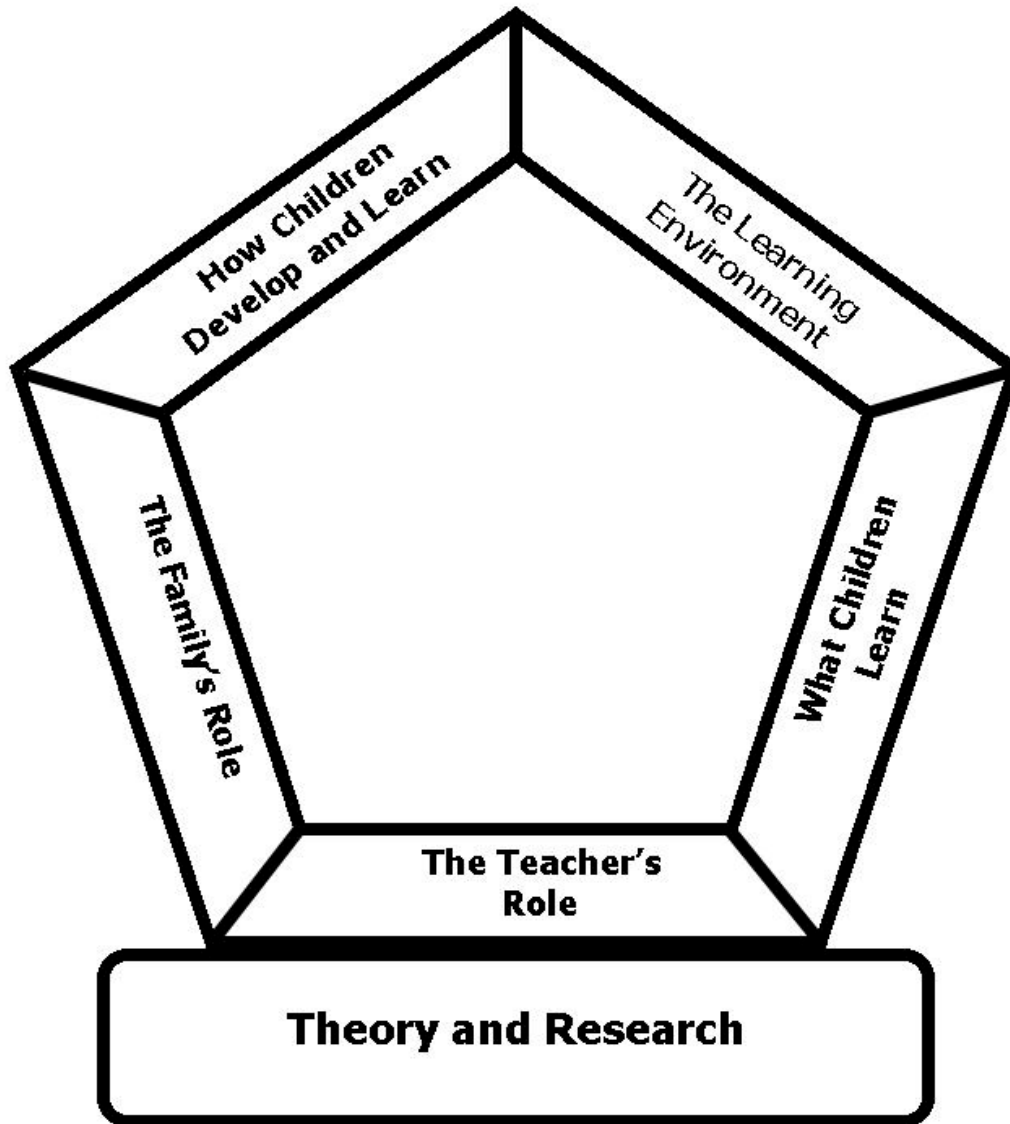 How Children
Develop and Learn
The Learning
Environment
The Family's Role
What Children
Learn
The Teacher's
Role
Theory and Research